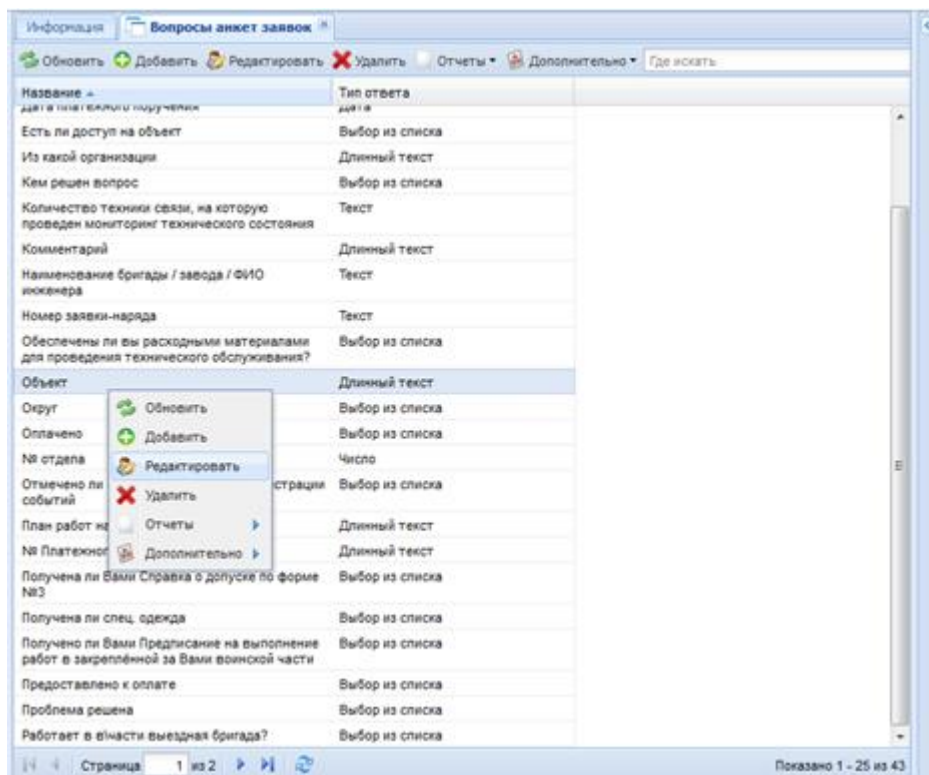 Информация Вопросы анкет заявок
Обновить Добавить Редактировать Удалить Отчеты Дополнительно Где искать
Название Тип ответа
Дата платежного поручения Дата
Есть ли доступ на объект Выбор из списка
Из какой организации Длинный текст
Кем решен вопрос Выбор из списка
Количество техники связи, на которую Текст
проведен мониторинг технического состояния
Комментарий Длинный текст
Наименование бригады / завода / ФИО Текст
инженера
Номер заявки-наряда Текст
Обеспечены ли вы расходными материалами Выбор из списка
для проведения технического обслуживания?
Объект Длинный текст
Округ Обновить Выбор из списка
Оплачено Добавить Выбор из списка
№ отдела Редактировать Число
Отмечено ли страции Выбор из списка
событий Удалить
План работ на Отчеты Длинный текст
№ Платежног Дополнительно Длинный текст
Получена ли Вами Справка о допуске по форме Выбор из списка
№3
Получена ли спец. одежда Выбор из списка
Получено ли Вами Предписание на выполнение Выбор из списка
работ в закреплённой за Вами воинской части
Предоставлено к оплате Выбор из списка
Проблема решена Выбор из списка
Работает в в\части выездная бригада? Выбор из списка
Страница 1 из 2 Показано 1 - 25 из 43